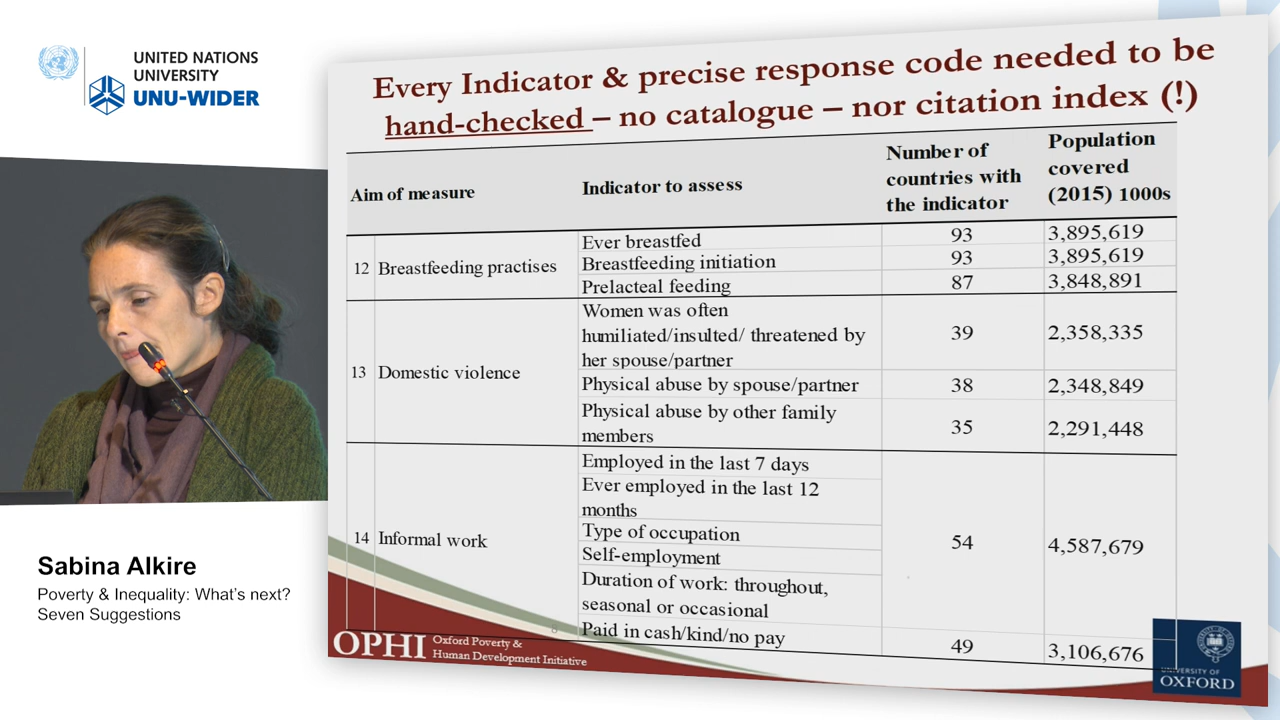 UNITED NATIONS
UNIVERSITY
UNU-WIDER
Every Indicator & precise response code needed to be
hand-checked – no catalogue – nor citation index (!)
Aim of measure
Indicator to assess
Number of
countries with
the indicator
Population
covered
(2015) 1000s
12 Breastfeeding practises
Ever breastfed 93 3,895,619
Breastfeeding initiation 93 3,895,619
Prelacteal feeding 87 3,848,891
13 Domestic violence
Women was often
humiliated/insulted/ threatened by
her spouse/partner
39 2,358,335
Physical abuse by spouse/partner 38 2,348,849
Physical abuse by other family
members
35 2,291,448
14 Informal work
Employed in the last 7 days
Ever employed in the last 12
months
Type of occupation
Self-employment
Duration of work: throughout,
seasonal or occasional
54 4,587,679
Paid in cash/kind/no pay 49 3,106,676
8
OPHI
Oxford Poverty &
Human Development Initiative
UNIVERSITY OF
OXFORD
Sabina Alkire
Poverty & Inequality: What's next?
Seven Suggestions